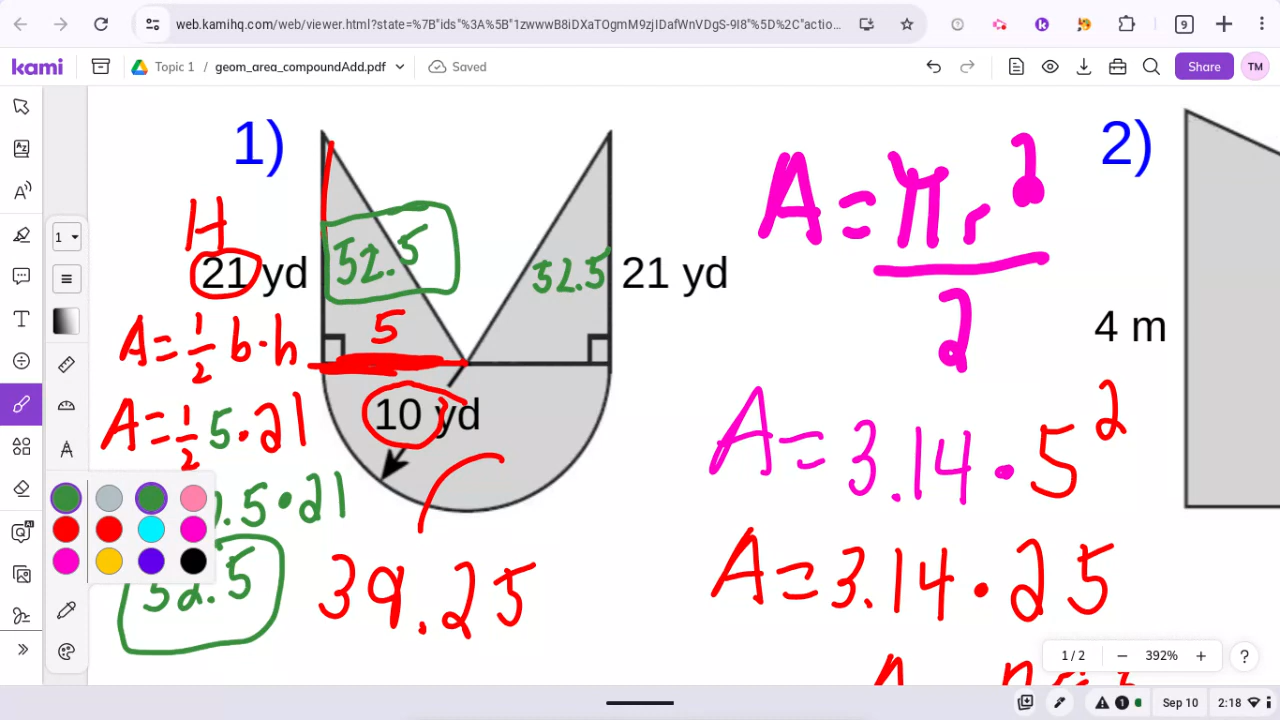 web.kamihq.com/web/viewer.html?state=%7B"ids"%3A%5B"1zwwwB8iDXaTOgmM9zjIDafWnVDgS-9I8"%5D%2C"actio...
9
kami
Topic 1 / geom_area_compoundAdd.pdf
Saved
Share
TM
1)
2)
H
21 yd
52.5
52.5
21 yd
A=πr²/2
5
4 m
A=1/2 b·h
10 yd
A=1/2 5·21
A=3.14·5²
1
.5·21
52.5
39.25
A=3.14·25
1/2
392%
?
Sep 10
2:18